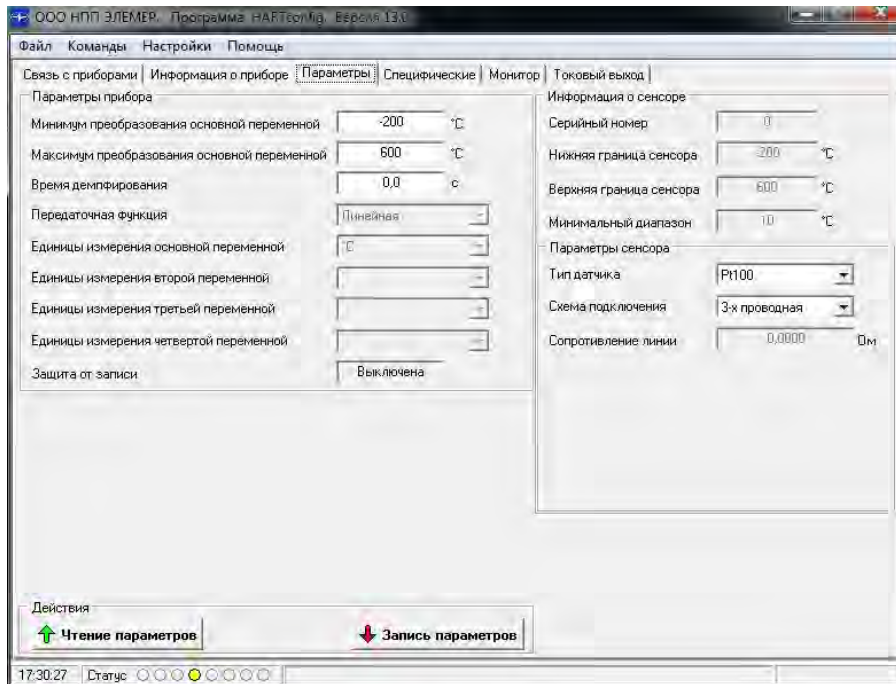 ООО НПП ЭЛЕМЕР. Программа HARTconfig. Версия 13.0
Файл Команды Настройки Помощь
Связь с приборами Информация о приборе Параметры Специфические Монитор Токовый выход
Параметры прибора
Минимум преобразования основной переменной -200 °C
Максимум преобразования основной переменной 600 °C
Время демпфирования 0,0 с
Передаточная функция Линейная
Единицы измерения основной переменной °C
Единицы измерения второй переменной
Единицы измерения третьей переменной
Единицы измерения четвертой переменной
Защита от записи Выключена
Информация о сенсоре
Серийный номер 0
Нижняя граница сенсора -200 °C
Верхняя граница сенсора 600 °C
Минимальный диапазон 10 °C
Параметры сенсора
Тип датчика Pt100
Схема подключения 3-х проводная
Сопротивление линии 0,0000 Ом
Действия
Чтение параметров Запись параметров
17:30:27 Статус